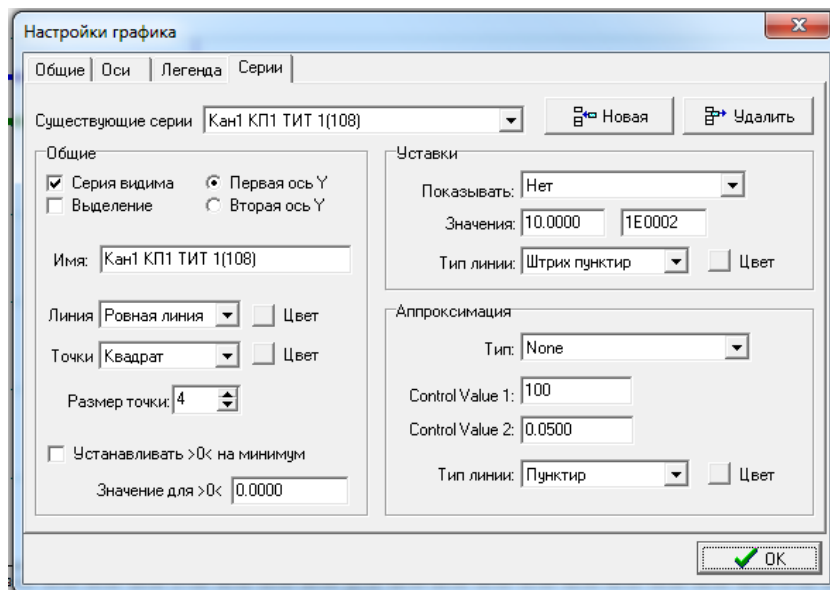 Настройки графика
Общие Оси Легенда Серии
Существующие серии Кан1 КП1 ТИТ 1(108) Новая Удалить
Общие
Серия видима Первая ось Y
Выделение Вторая ось Y
Имя: Кан1 КП1 ТИТ 1(108)
Линия Ровная линия Цвет
Точки Квадрат Цвет
Размер точки: 4
Устанавливать >0< на минимум
Значение для >0< 0.0000
Уставки
Показывать: Нет
Значения: 10.0000 1E0002
Тип линии: Штрих пунктир Цвет
Аппроксимация
Тип: None
Control Value 1: 100
Control Value 2: 0.0500
Тип линии: Пунктир Цвет
OK